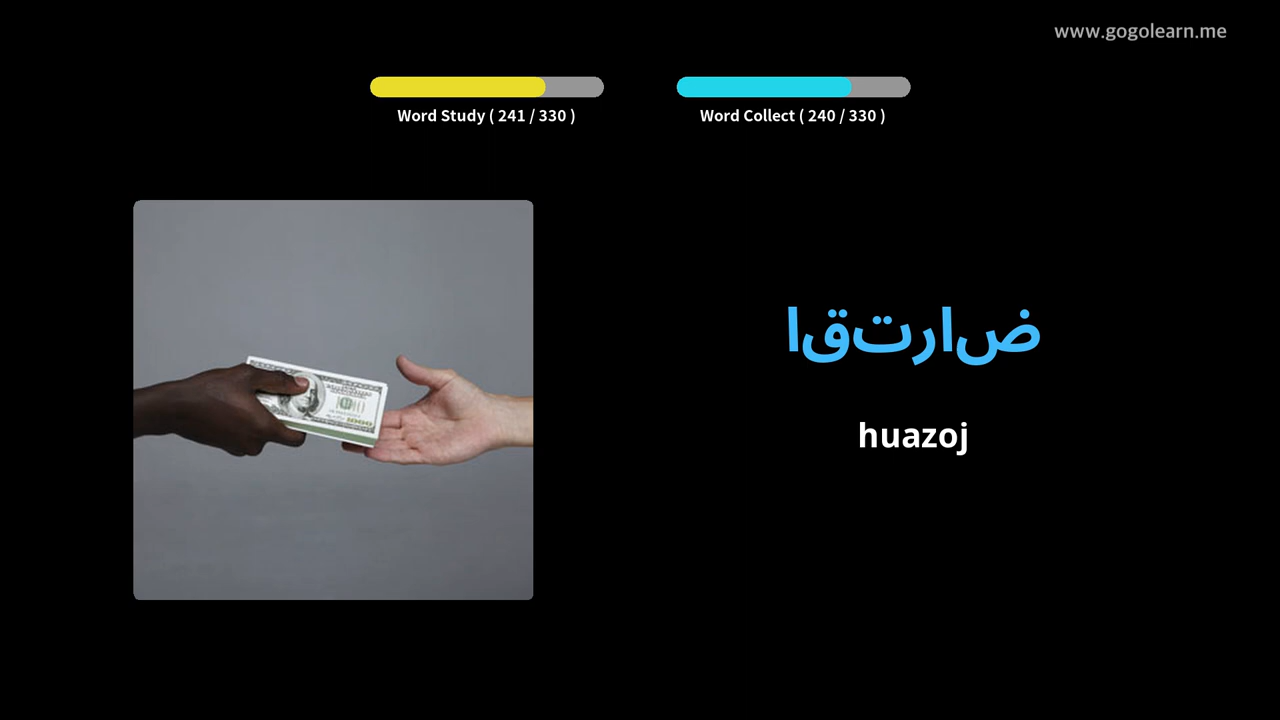 www.gogolearn.me
Word Study ( 241 / 330 )
Word Collect ( 240 / 330 )
اقتراض
huazoj